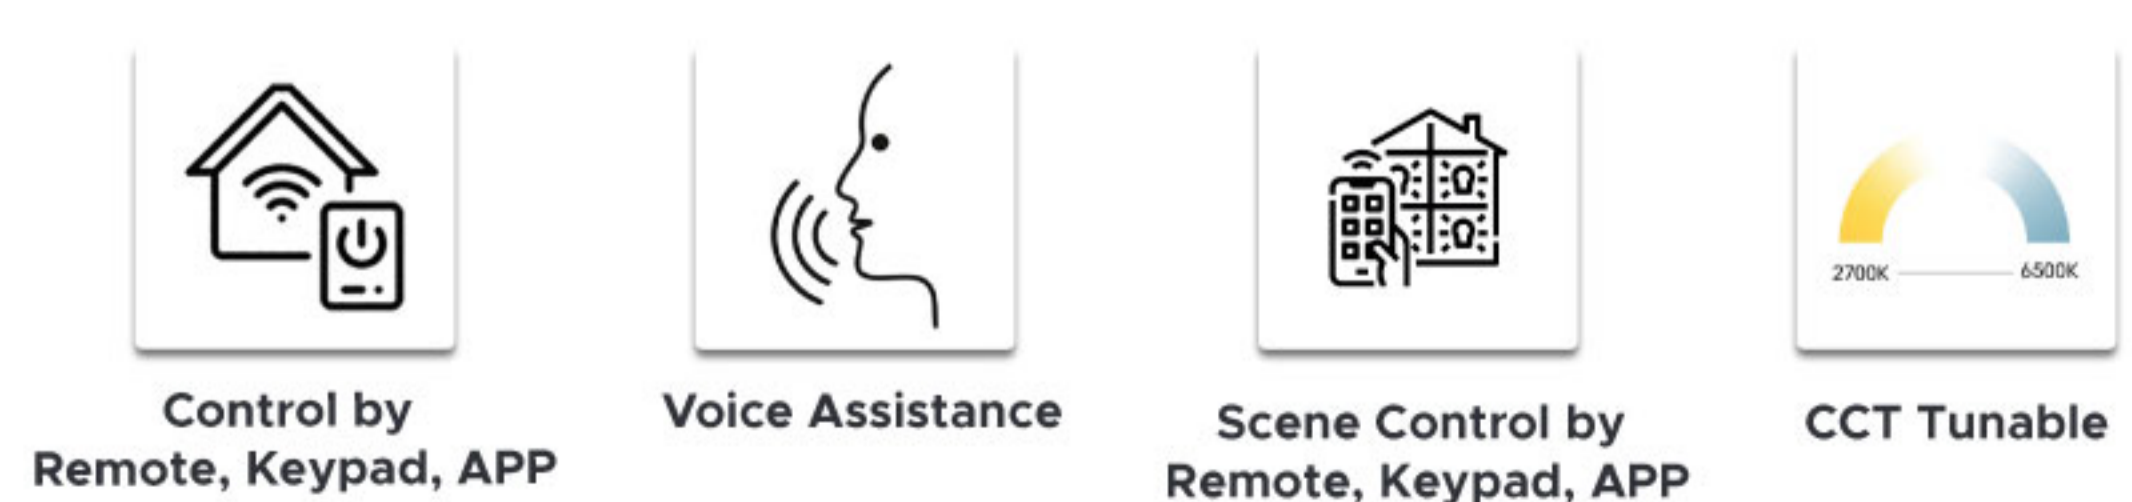 2700K
6500K
Control by
Remote, Keypad, APP
Voice Assistance
Scene Control by
Remote, Keypad, APP
CCT Tunable